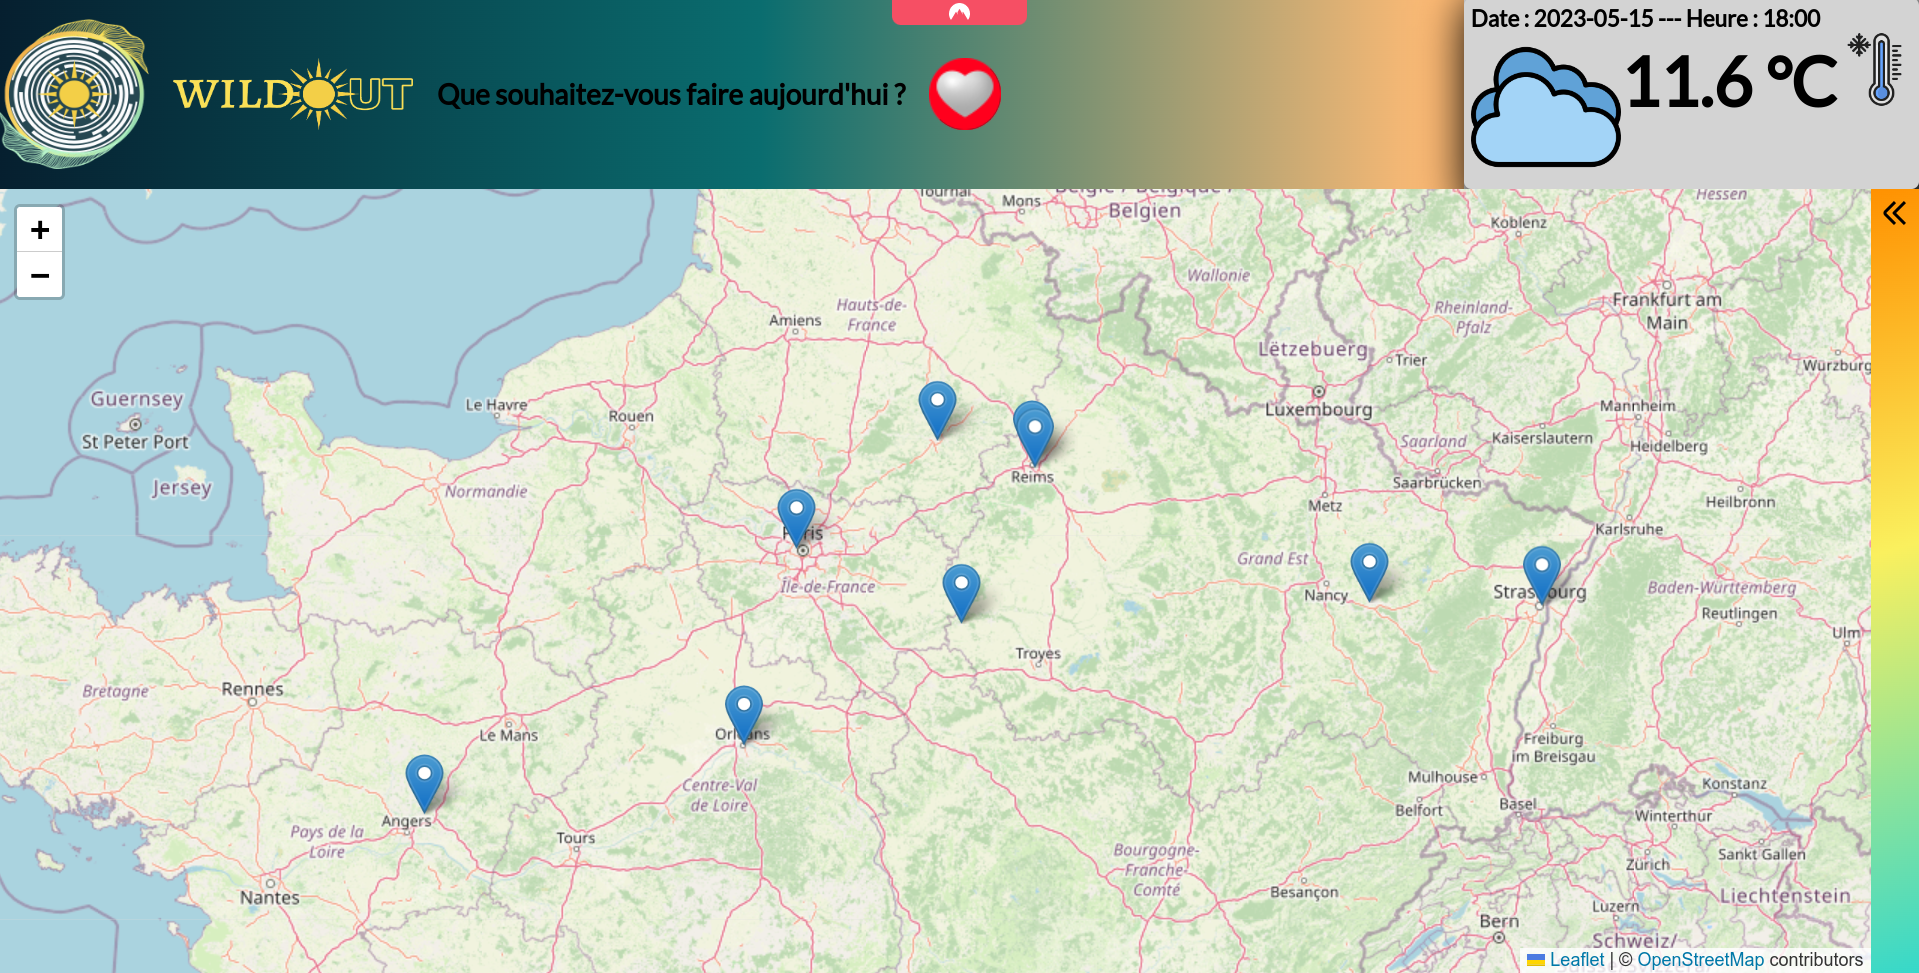 Date : 2023-05-15 --- Heure : 18:00
11.6 °C
WILD OUT
Que souhaitez-vous faire aujourd'hui ?
+
−
Tournai
Mons
België / Belgique /
Belgien
Hessen
Koblenz
Wallonie
Hauts-de-
France
Amiens
Rheinland-
Pfalz
Frankfurt am
Main
Lëtzebuerg
Trier
Würzburg
Guernsey
St Peter Port
Le Havre
Rouen
Luxembourg
Mannheim
Saarland
Kaiserslautern
Heidelberg
Jersey
Normandie
Reims
Saarbrücken
Metz
Heilbronn
Paris
Karlsruhe
Île-de-France
Grand Est
Nancy
Strasbourg
Baden-Württemberg
Reutlingen
Ulm
Troyes
Bretagne
Rennes
Le Mans
Orléans
Freiburg
im Breisgau
Centre-Val
de Loire
Mulhouse
Konstanz
Belfort
Basel
Winterthur
Angers
Pays de la
Loire
Tours
Bourgogne-
Franche-
Comté
Zürich
Sankt Gallen
Nantes
Besançon
Luzern
Liechtenstein
Bern
Schweiz/
Leaflet | © OpenStreetMap contributors